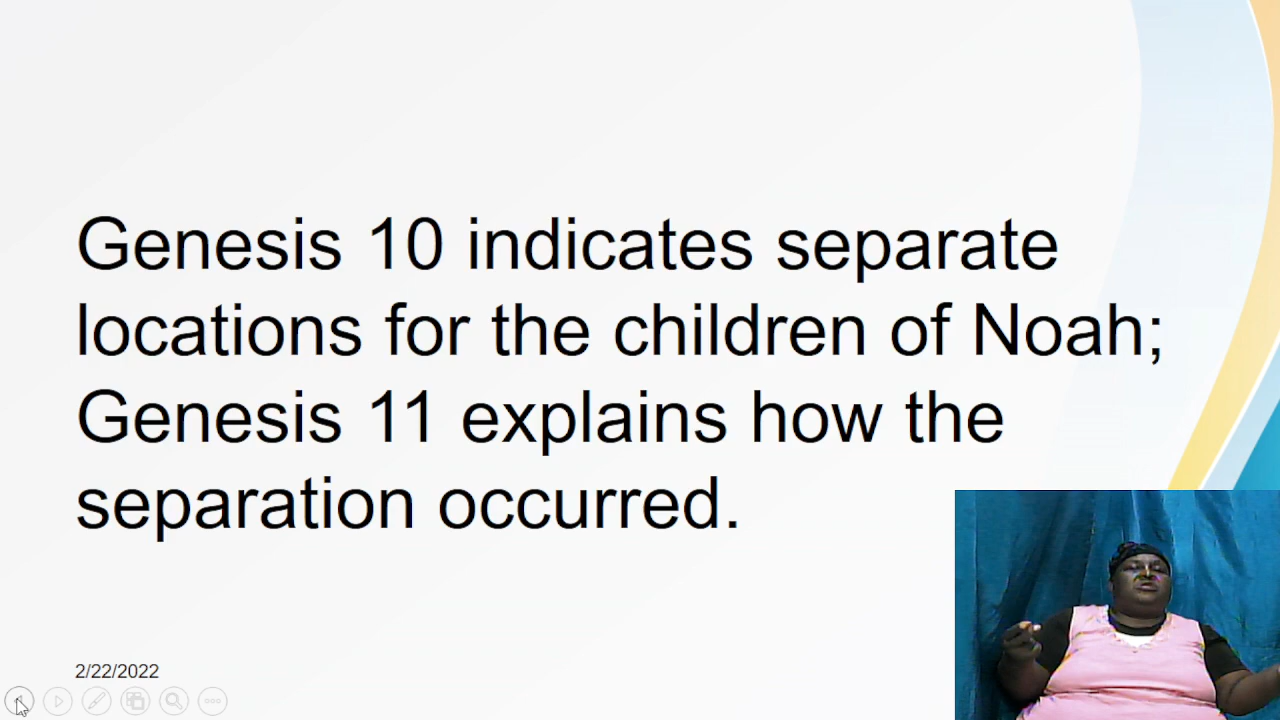 Genesis 10 indicates separate
locations for the children of Noah;
Genesis 11 explains how the
separation occurred.
2/22/2022